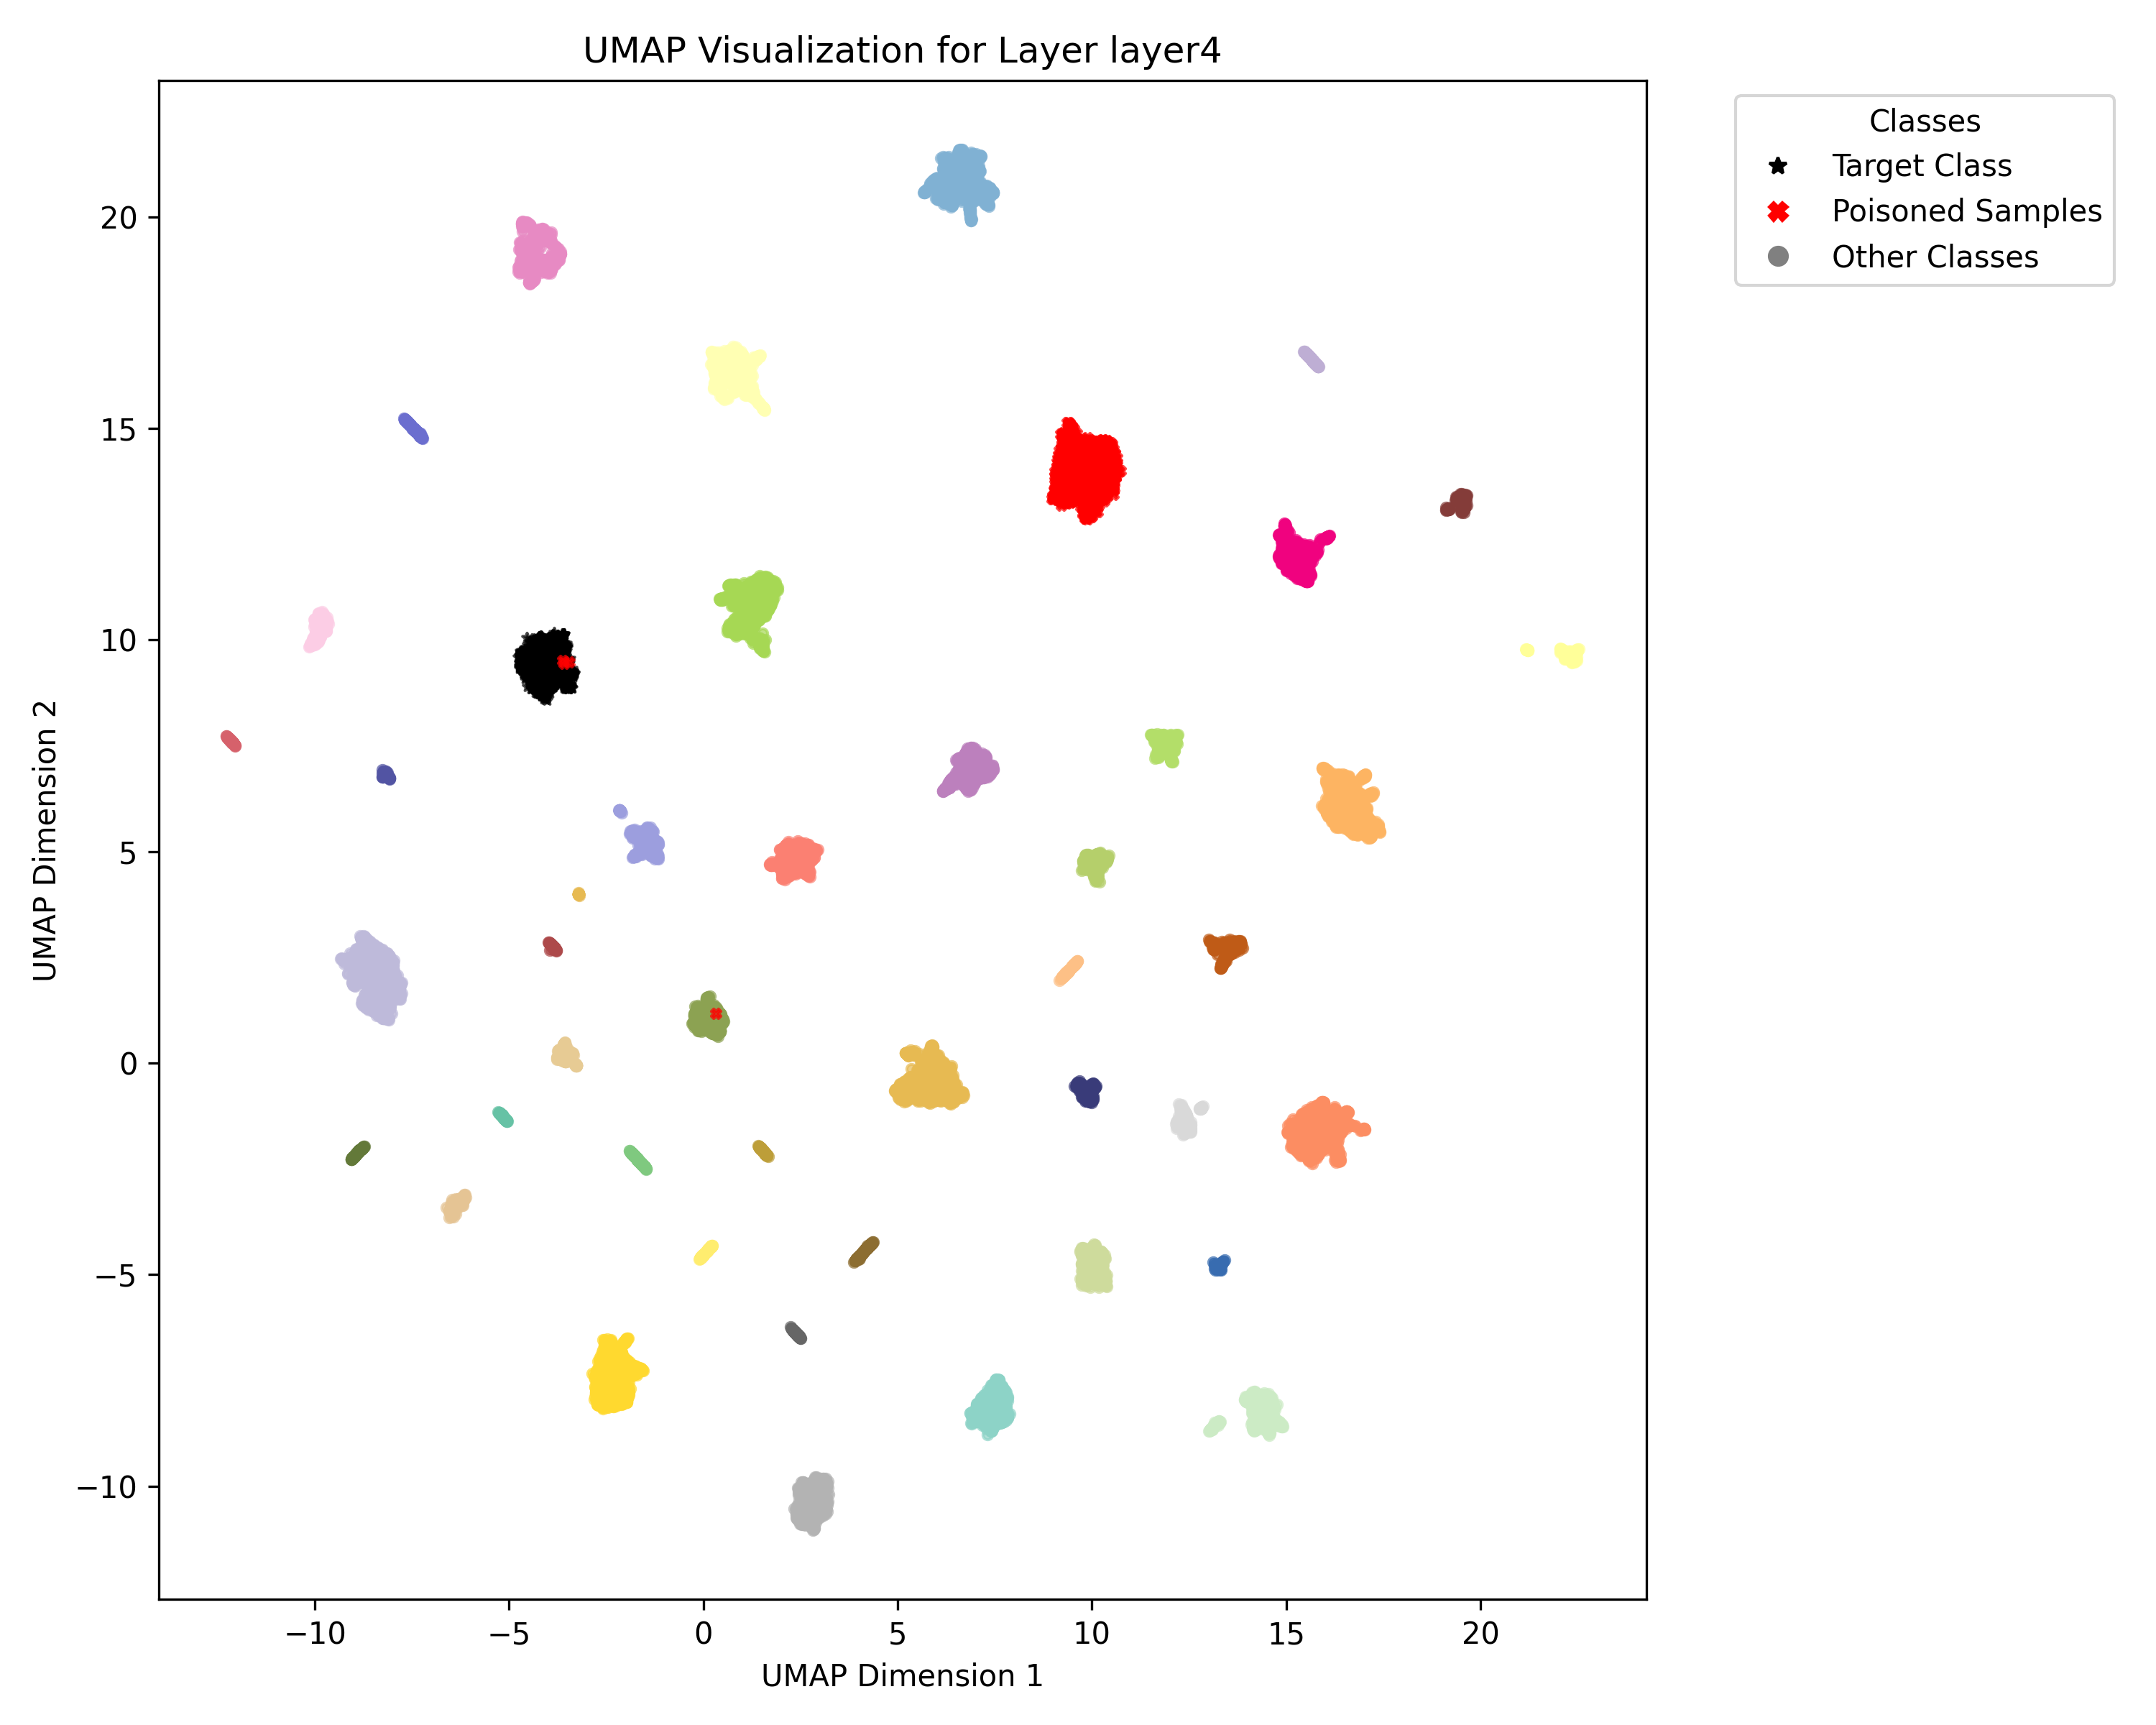 UMAP Visualization for Layer layer4
Classes
Target Class
Poisoned Samples
Other Classes
20
15
10
5
0
−5
−10
UMAP Dimension 2
−10 −5 0 5 10 15 20
UMAP Dimension 1